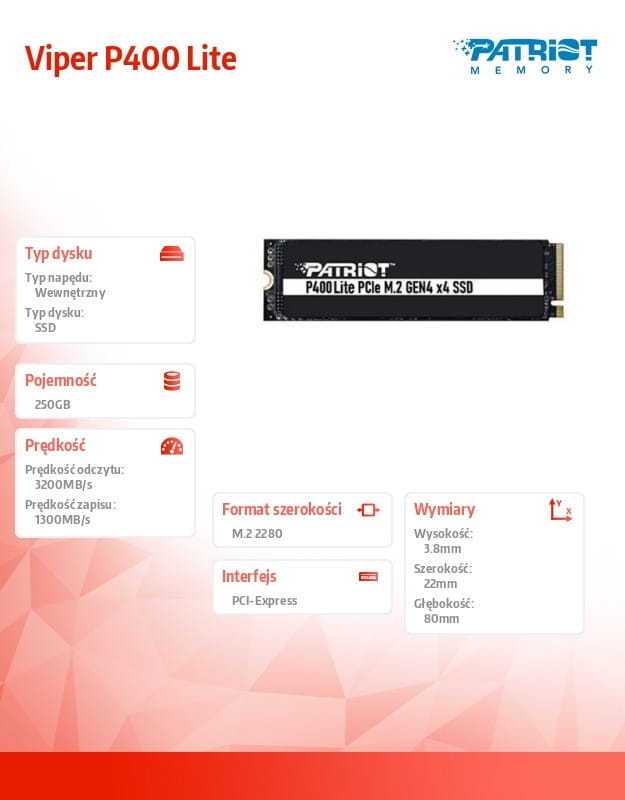 Viper P400 Lite
PATRIOT
MEMORY
Typ dysku
Typ napędu:
Wewnętrzny
Typ dysku:
SSD
PATRIOT™
P400 Lite PCIe M.2 GEN4 x4 SSD
Pojemność
250GB
Prędkość
Prędkość odczytu:
3200MB/s
Prędkość zapisu:
1300MB/s
Format szerokości
M.2 2280
Interfejs
PCI-Express
Wymiary
Y
X
Wysokość:
3.8mm
Szerokość:
22mm
Głębokość:
80mm